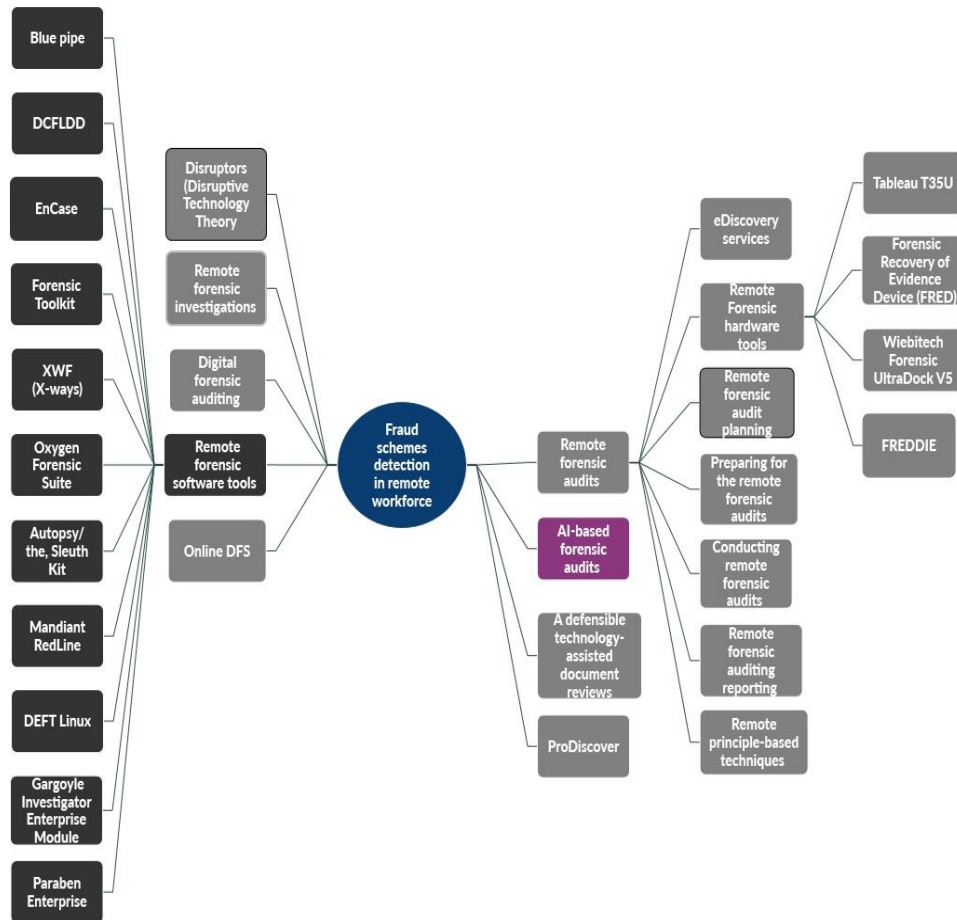 Blue pipe
DCFLDD
EnCase
Forensic
Toolkit
XWF
(X-ways)
Oxygen
Forensic
Suite
Autopsy/
the, Sleuth
Kit
Mandiant
RedLine
DEFT Linux
Gargoyle
Investigator
Enterprise
Module
Paraben
Enterprise
Disruptors
(Disruptive
Technology
Theory
Remote
forensic
investigations
Digital
forensic
auditing
Remote
forensic
software tools
Online DFS
Fraud
schemes
detection
in remote
workforce
Remote
forensic
audits
AI-based
forensic
audits
A defensible
technology-
assisted
document
reviews
ProDiscover
eDiscovery
services
Remote
Forensic
hardware
tools
Remote
forensic
audit
planning
Preparing for
the remote
forensic
audits
Conducting
remote
forensic
audits
Remote
forensic
auditing
reporting
Remote
principle-based
techniques
Tableau T35U
Forensic
Recovery of
Evidence
Device (FRED)
Wiebitech
Forensic
UltraDock V5
FREDDIE